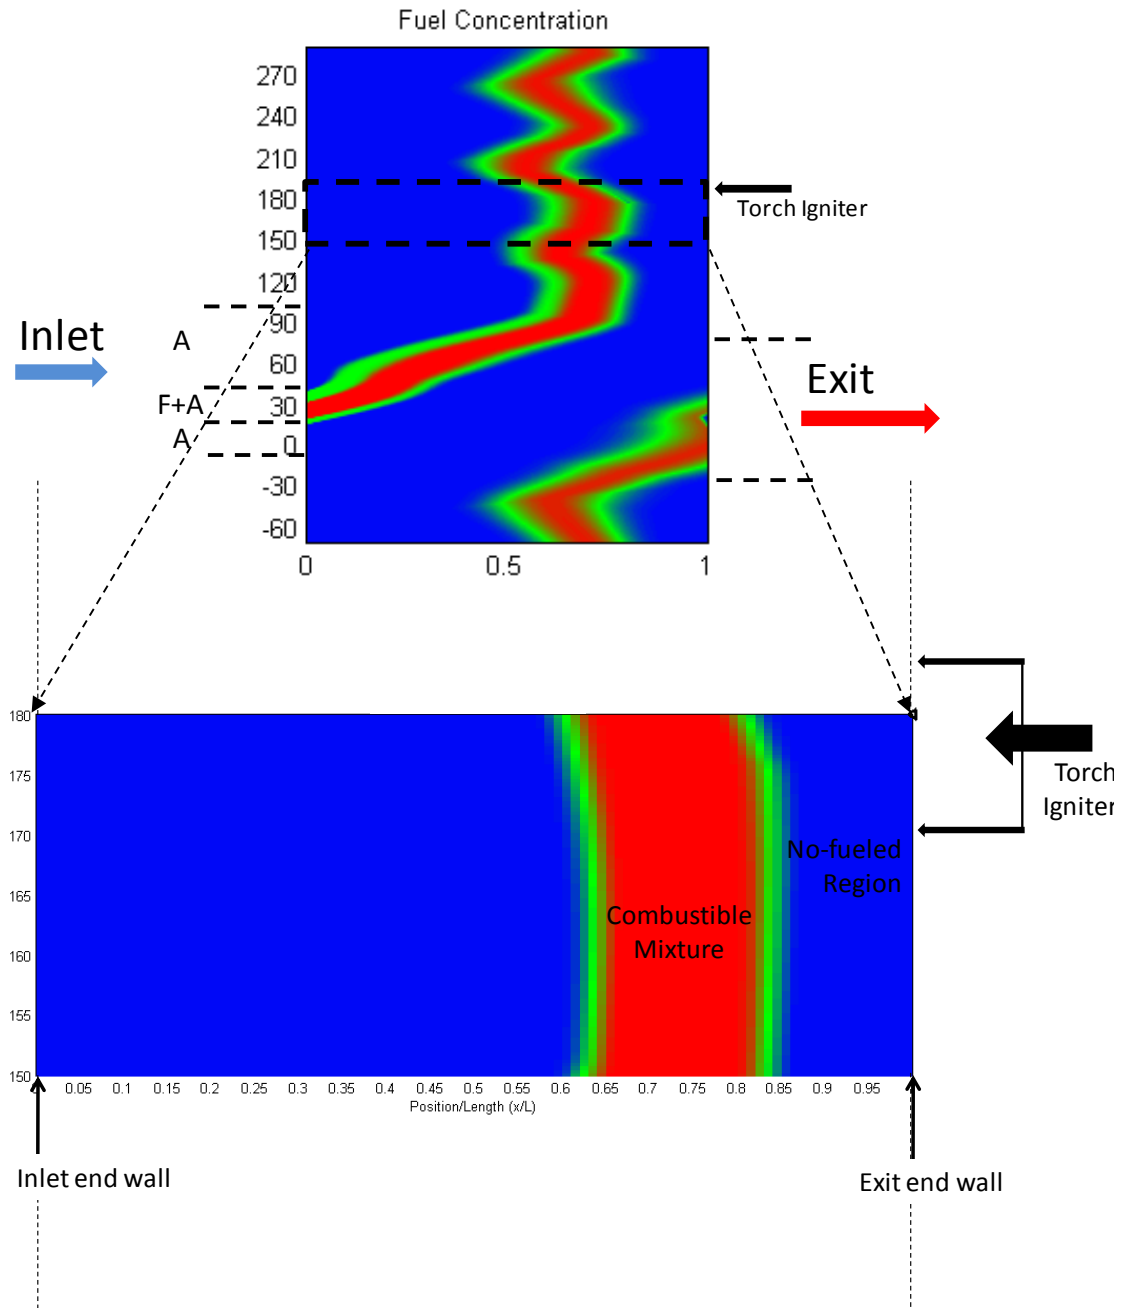 Fuel Concentration
270
240
210
180
150
120
90
60
30
0
-30
-60
0
0.5
1
Torch Igniter
Inlet
A
F+A
A
Exit
180
175
170
165
160
155
150
0.05 0.1 0.15 0.2 0.25 0.3 0.35 0.4 0.45 0.5 0.55 0.6 0.65 0.7 0.75 0.8 0.85 0.9 0.95
Position/Length (x/L)
No-fueled
Region
Combustible
Mixture
Torch
Igniter
Inlet end wall
Exit end wall